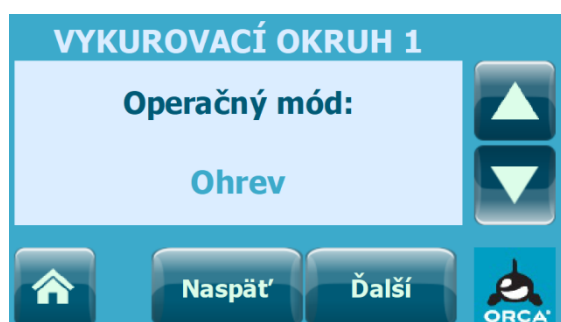 VYKUROVACÍ OKRUH 1
Operačný mód:
Ohrev
Naspäť
Ďalší
ORCA